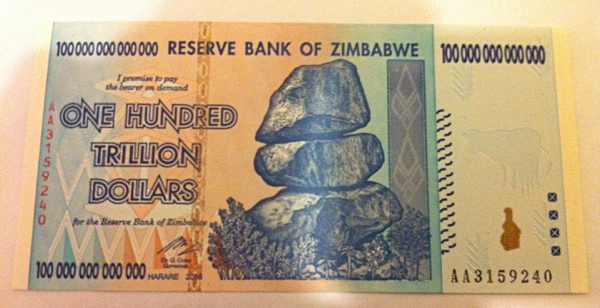 100 000 000 000 000 RESERVE BANK OF ZIMBABWE 100 000 000 000 000
I promise to pay
the bearer on demand
ONE HUNDRED
TRILLION
DOLLARS
AA3159240
for the Reserve Bank of Zimbabwe
Dr. G. Gono
Governor
100 000 000 000 000 HARARE 2008
AA3159240